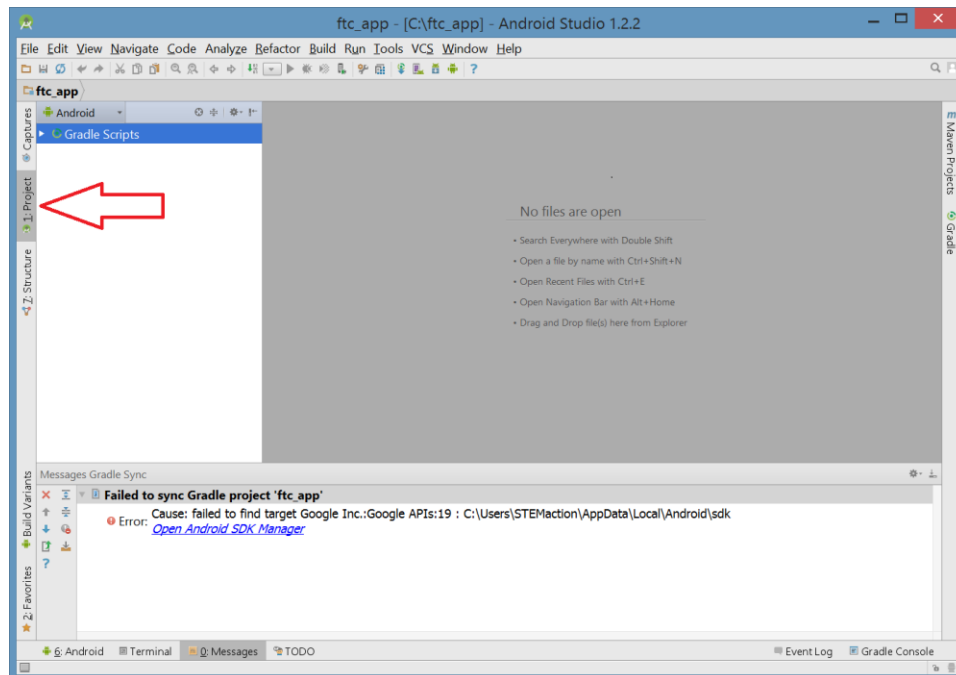 ftc_app - [C:\ftc_app] - Android Studio 1.2.2
File Edit View Navigate Code Analyze Refactor Build Run Tools VCS Window Help
ftc_app
Captures
1: Project
7: Structure
Build Variants
2: Favorites
Android
Gradle Scripts
No files are open
• Search Everywhere with Double Shift
• Open a file by name with Ctrl+Shift+N
• Open Recent Files with Ctrl+E
• Open Navigation Bar with Alt+Home
• Drag and Drop file(s) here from Explorer
Maven Projects
Gradle
Messages Gradle Sync
Failed to sync Gradle project 'ftc_app'
Error: Cause: failed to find target Google Inc.:Google APIs:19 : C:\Users\STEMaction\AppData\Local\Android\sdk
Open Android SDK Manager
6: Android Terminal 0: Messages TODO Event Log Gradle Console